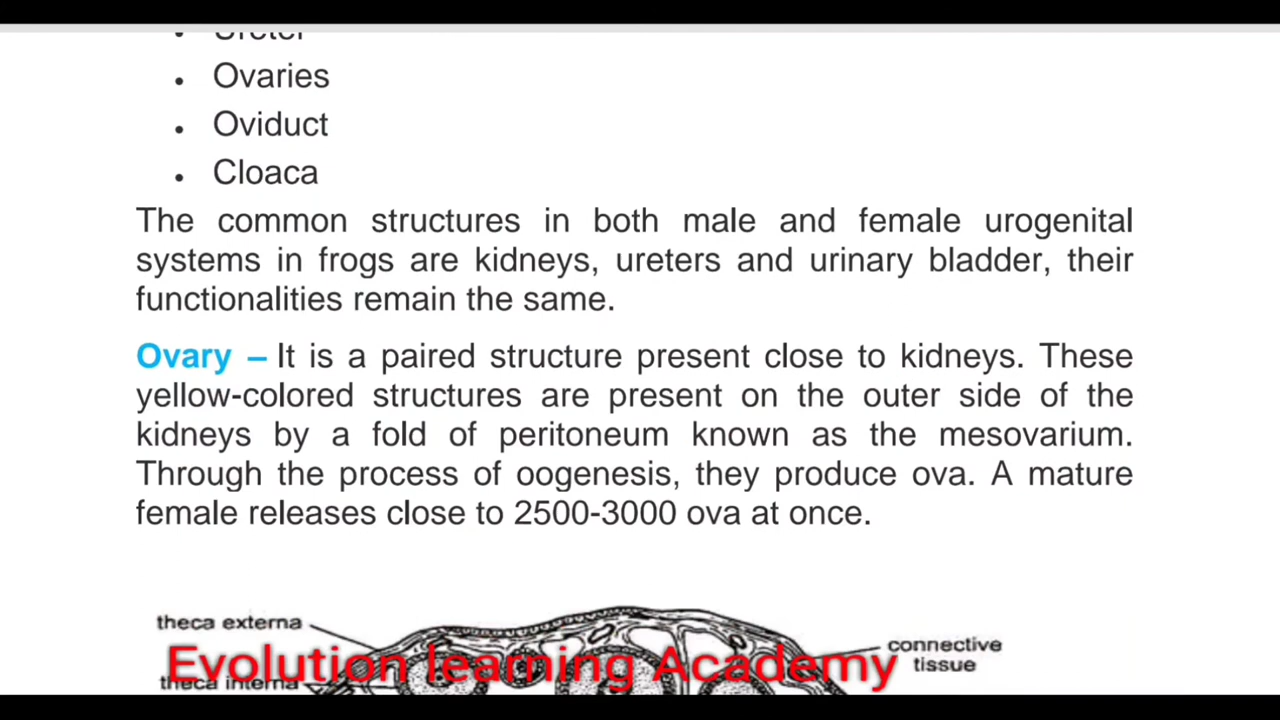 • Ureter
• Ovaries
• Oviduct
• Cloaca
The common structures in both male and female urogenital
systems in frogs are kidneys, ureters and urinary bladder, their
functionalities remain the same.
Ovary – It is a paired structure present close to kidneys. These
yellow-colored structures are present on the outer side of the
kidneys by a fold of peritoneum known as the mesovarium.
Through the process of oogenesis, they produce ova. A mature
female releases close to 2500-3000 ova at once.
theca externa
connective
tissue
Evolution learning Academy
theca interna